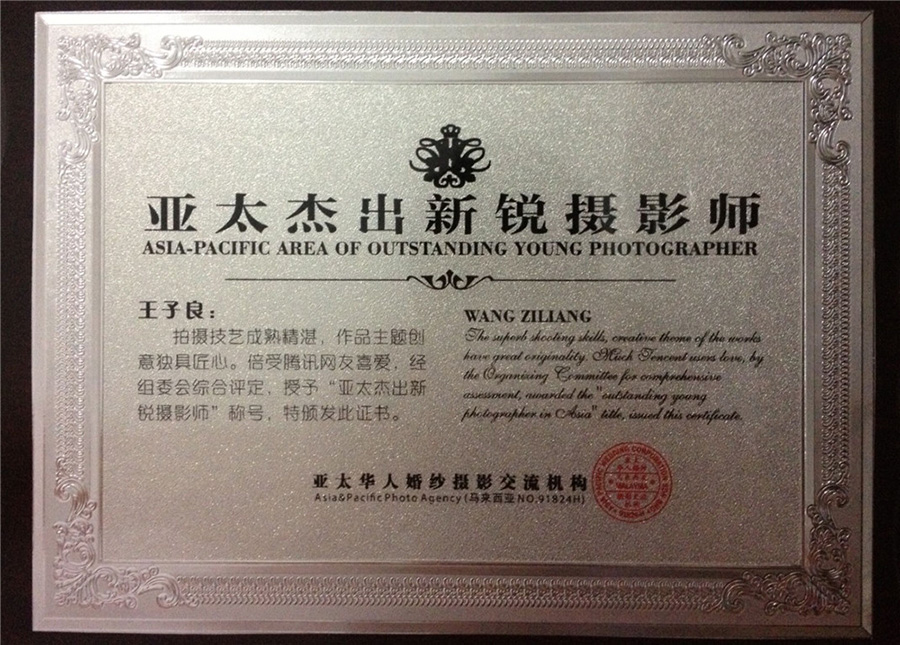 亚太杰出新锐摄影师
ASIA-PACIFIC AREA OF OUTSTANDING YOUNG PHOTOGRAPHER
王子良：
拍摄技艺成熟精湛，作品主题创
意独具匠心。倍受腾讯网友喜爱，经
组委会综合评定，授予“亚太杰出新
锐摄影师”称号，特颁发此证书。
WANG ZILIANG
The superb shooting skills, creative theme of the works
have great originality. Much Tencent users love, by
the Organizing Committee for comprehensive
assessment, awarded the "outstanding young
photographer in Asia" title, issued this certificate.
亚太华人婚纱摄影交流机构
Asia&Pacific Photo Agency (马来西亚NO.91824H)